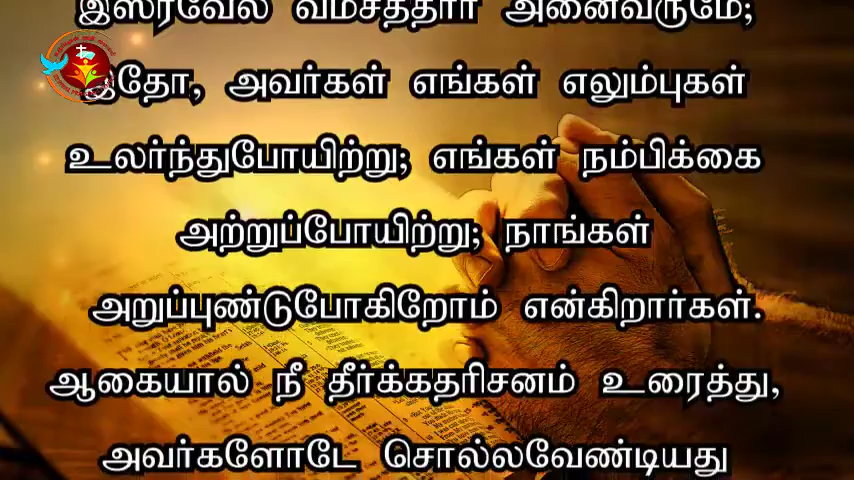 இஸ்ரவேல் வம்சத்தார் அனைவருமே;
இதோ, அவர்கள் எங்கள் எலும்புகள்
உலர்ந்துபோயிற்று; எங்கள் நம்பிக்கை
அற்றுப்போயிற்று; நாங்கள்
அறுப்புண்டுபோகிறோம் என்கிறார்கள்.
ஆகையால் நீ தீர்க்கதரிசனம் உரைத்து,
அவர்களோடே சொல்லவேண்டியது